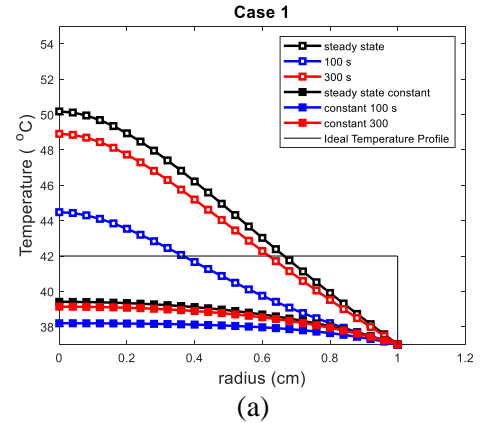 Case 1
steady state
100 s
300 s
steady state constant
constant 100 s
constant 300
Ideal Temperature Profile
Temperature ( °C)
54
52
50
48
46
44
42
40
38
0
0.2
0.4
0.6
0.8
1
1.2
radius (cm)
(a)